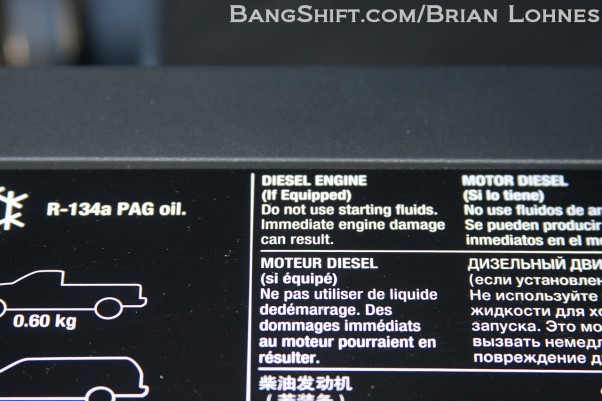 BangShift.com/Brian Lohnes
R-134a PAG oil.
0.60 kg
DIESEL ENGINE
(If Equipped)
Do not use starting fluids.
Immediate engine damage
can result.
MOTOR DIESEL
(Si lo tiene)
No use fluidos de
Se pueden producir
inmediatos en el
MOTEUR DIESEL
(si équipé)
Ne pas utiliser de liquide
dedémarrage. Des
dommages immédiats
au moteur pourraient en
résulter.
ДИЗЕЛЬНЫЙ
(если
Не используйте
жидкости для
запуска. Это
вызвать
повреждение
柴油发动机